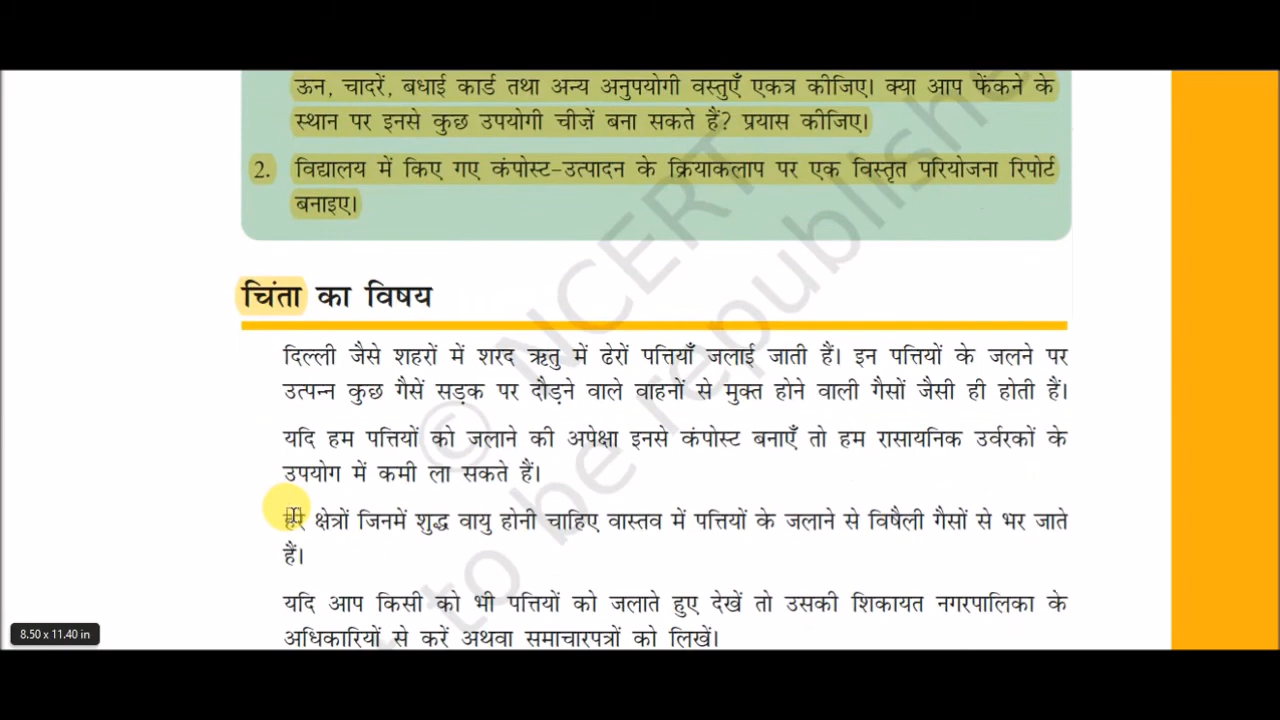 ऊन, चादरें, बधाई कार्ड तथा अन्य अनुपयोगी वस्तुएँ एकत्र कीजिए। क्या आप फेंकने के
स्थान पर इनसे कुछ उपयोगी चीज़ें बना सकते हैं? प्रयास कीजिए।
2. विद्यालय में किए गए कंपोस्ट-उत्पादन के क्रियाकलाप पर एक विस्तृत परियोजना रिपोर्ट
बनाइए।
चिंता का विषय
दिल्ली जैसे शहरों में शरद ऋतु में ढेरों पत्तियाँ जलाई जाती हैं। इन पत्तियों के जलने पर
उत्पन्न कुछ गैसें सड़क पर दौड़ने वाले वाहनों से मुक्त होने वाली गैसों जैसी ही होती हैं।
यदि हम पत्तियों को जलाने की अपेक्षा इनसे कंपोस्ट बनाएँ तो हम रासायनिक उर्वरकों के
उपयोग में कमी ला सकते हैं।
क्षेत्रों जिनमें शुद्ध वायु होनी चाहिए वास्तव में पत्तियों के जलाने से विषैली गैसों से भर जाते
हैं।
यदि आप किसी को भी पत्तियों को जलाते हुए देखें तो उसकी शिकायत नगरपालिका के
अधिकारियों से करें अथवा समाचारपत्रों को लिखें।
8.50 x 11.40 in
© NCERT
to be republishe